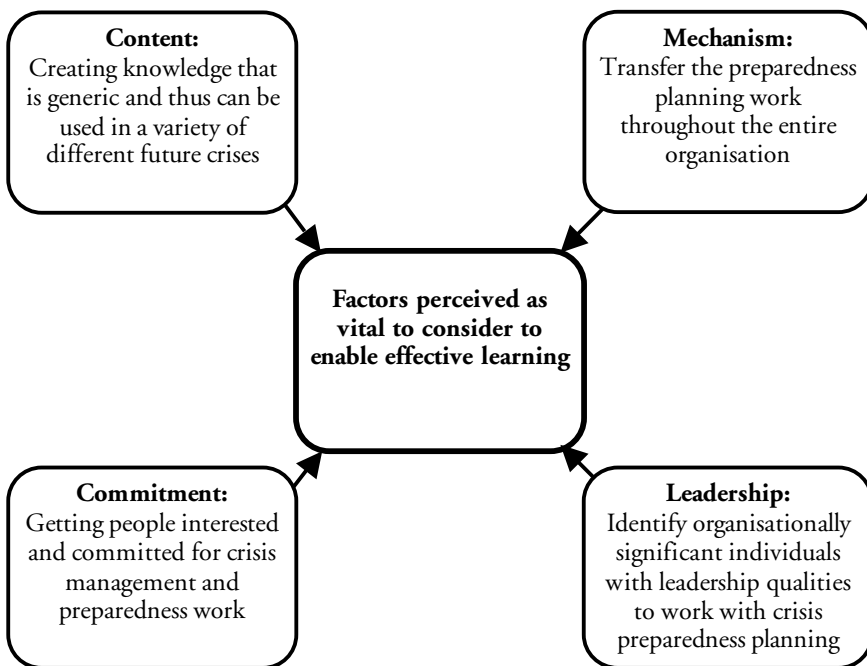 Content:
Creating knowledge that
is generic and thus can be
used in a variety of
different future crises
Mechanism:
Transfer the preparedness
planning work
throughout the entire
organisation
Factors perceived as
vital to consider to
enable effective learning
Commitment:
Getting people interested
and committed for crisis
management and
preparedness work
Leadership:
Identify organisationally
significant individuals
with leadership qualities
to work with crisis
preparedness planning